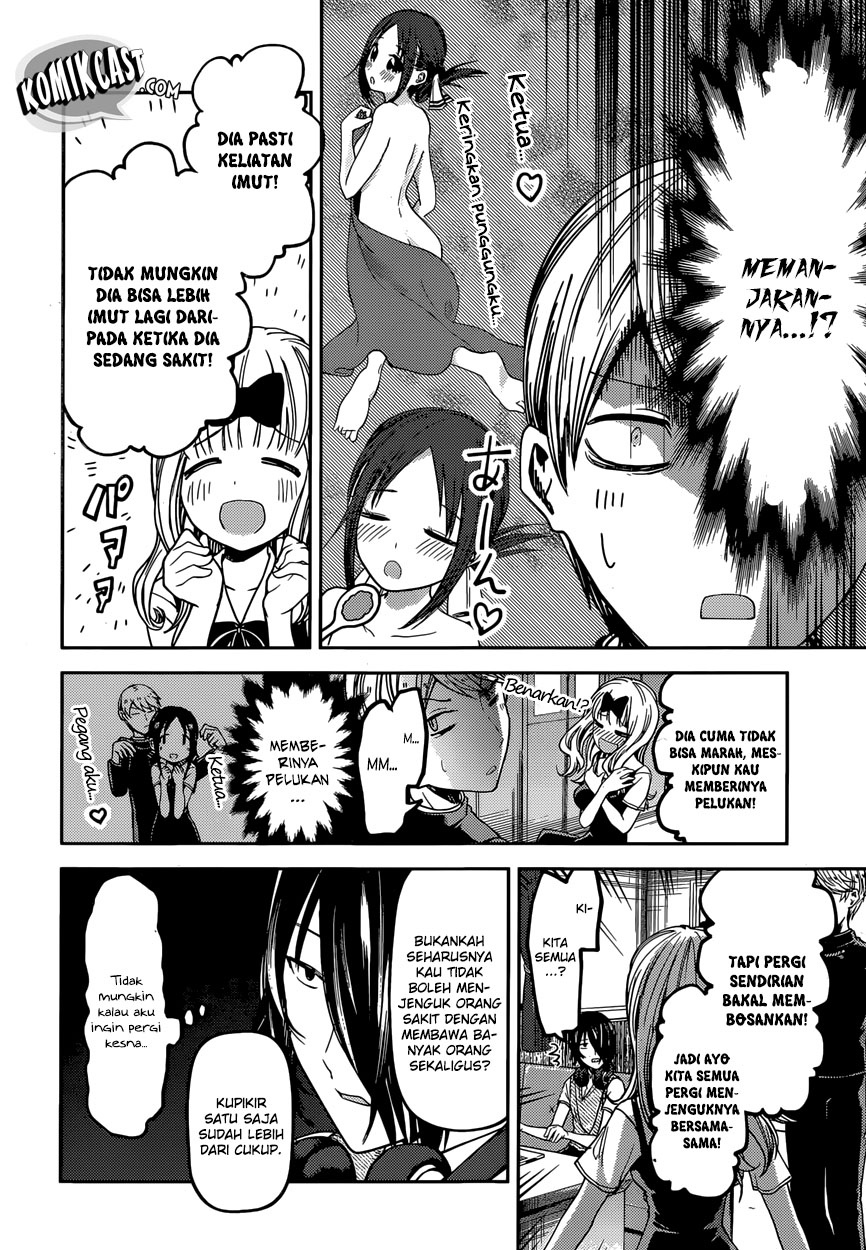 MEMAN-
JAKAN-
NYA...!?
Ketua...♡
Keringkan punggungku...
あーん♡
KOMIKCAST
.COM
DIA PASTI
KELIATAN
IMUT!
TIDAK MUNGKIN
DIA BISA LEBIH
IMUT LAGI DARI-
PADA KETIKA DIA
SEDANG SAKIT!
パァァ
DIA CUMA TIDAK
BISA MARAH, MES-
KIPUN KAU
MEMBERINYA
PELUKAN!
Benarkan!?
M...
MM...
MEMBE-
RINYA
PELUKAN
...
Ketua...
Pegang aku...♡
TAPI PERGI
SENDIRIAN
BAKAL MEM-
BOSANKAN!
JADI AYO
KITA SEMUA
PERGI MEN-
JENGUKNYA
BERSAMA-
SAMA!
KI-
KITA
SEMUA
...?
BUKANKAH
SEHARUSNYA
KAU TIDAK
BOLEH MEN-
JENGUK ORANG
SAKIT DENGAN
MEMBAWA BA-
NYAK ORANG
SEKALIGUS?
KUPIKIR
SATU SAJA
SUDAH LEBIH
DARI CUKUP.
Tidak
mungkin
kalau aku
ingin pergi
kesna...